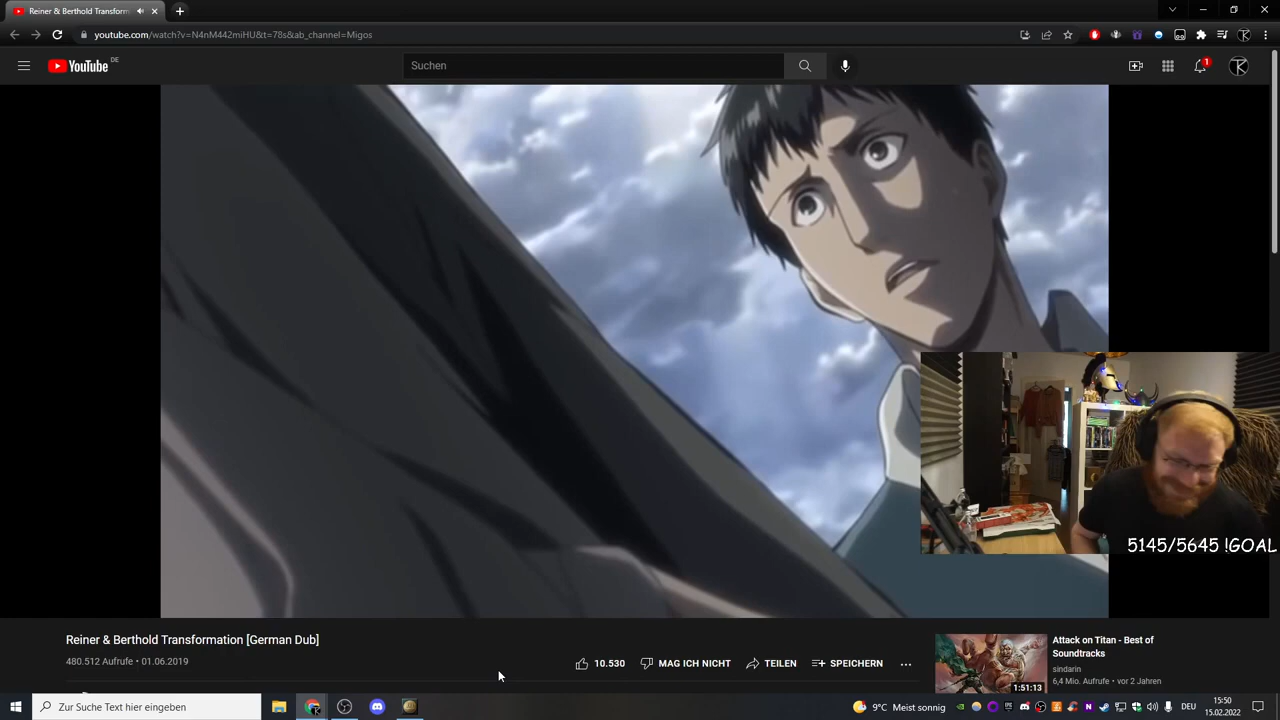 Reiner & Berthold Transform
youtube.com/watch?v=N4nM442miHU&t=78s&ab_channel=Migos
YouTube DE
Suchen
1
5145/5645 !GOAL
Reiner & Berthold Transformation [German Dub]
480.512 Aufrufe • 01.06.2019
10.530
MAG ICH NICHT
TEILEN
SPEICHERN
Attack on Titan - Best of
Soundtracks
sindarin
6,4 Mio. Aufrufe • vor 2 Jahren
1:51:13
Zur Suche Text hier eingeben
9°C Meist sonnig
DEU
15:50
15.02.2022